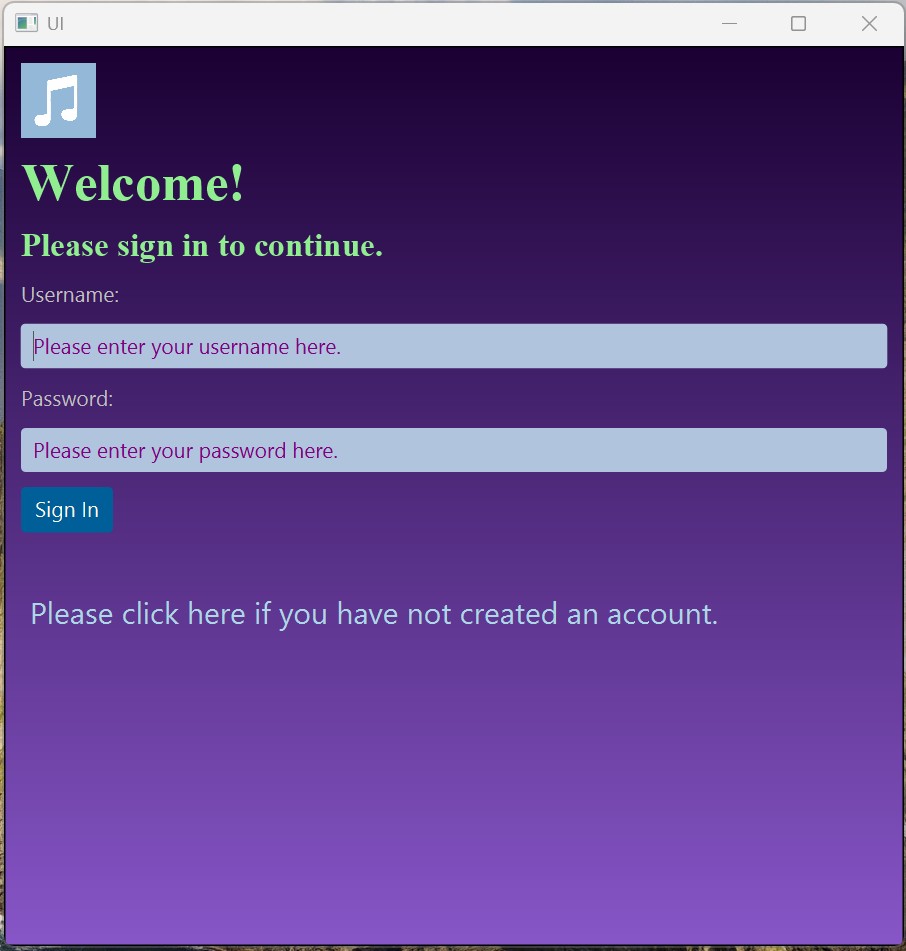 UI
Welcome!
Please sign in to continue.
Username:
Please enter your username here.
Password:
Please enter your password here.
Sign In
Please click here if you have not created an account.